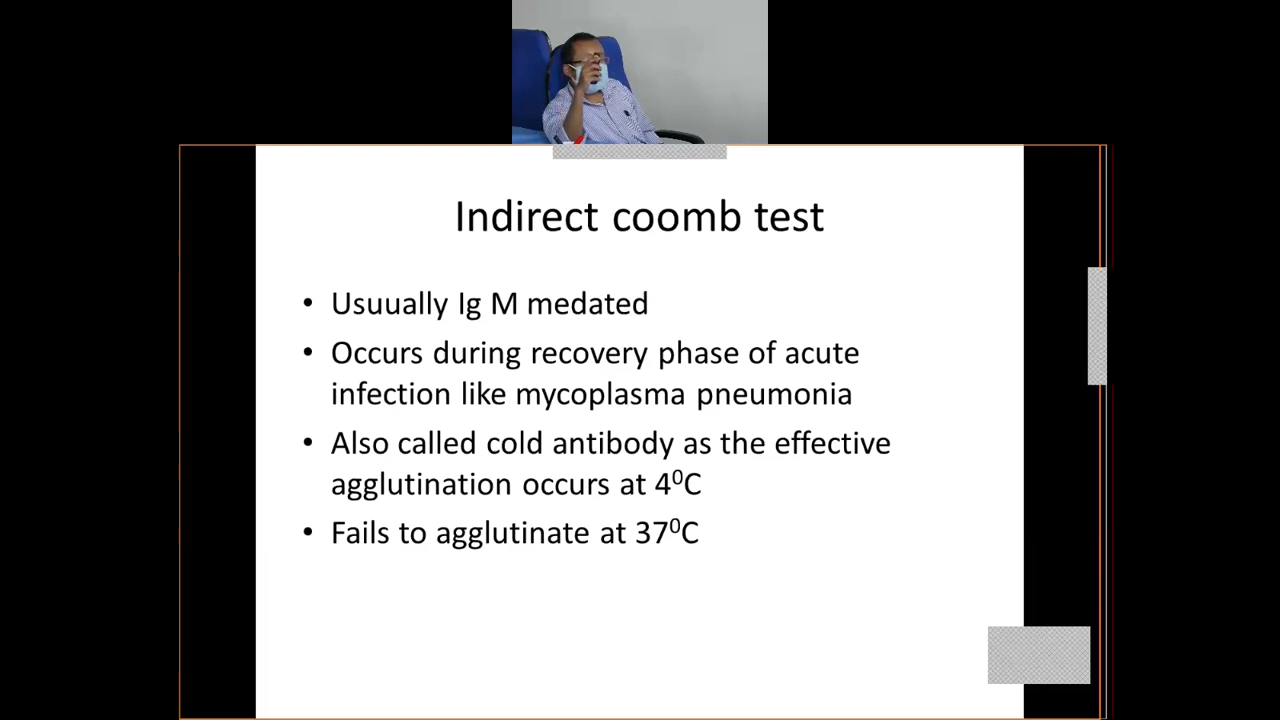 Indirect coomb test
• Usuually Ig M medated
• Occurs during recovery phase of acute
infection like mycoplasma pneumonia
• Also called cold antibody as the effective
agglutination occurs at 4⁰C
• Fails to agglutinate at 37⁰C